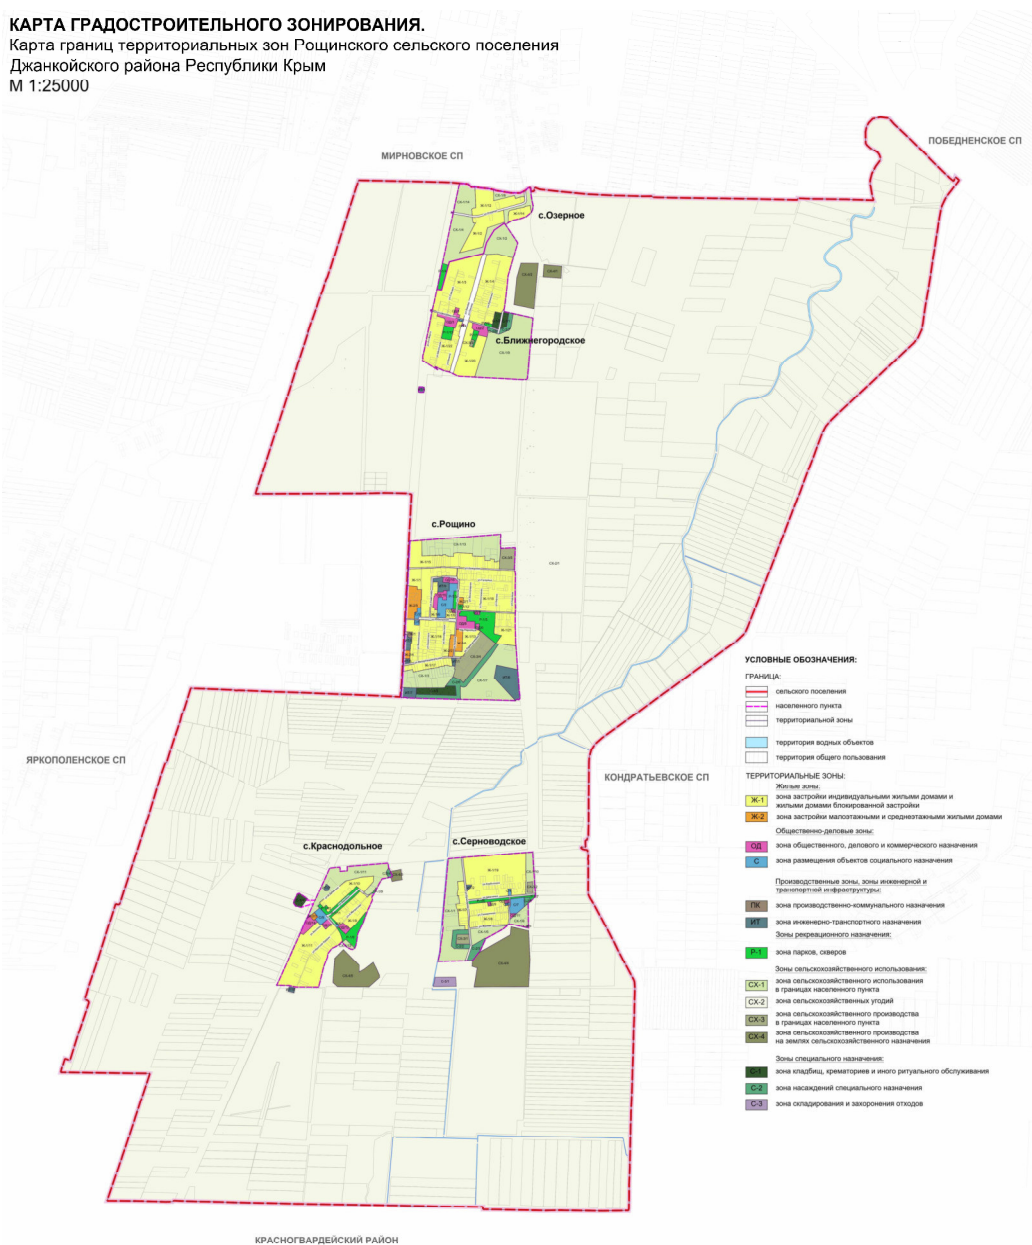 КАРТА ГРАДОСТРОИТЕЛЬНОГО ЗОНИРОВАНИЯ.
Карта границ территориальных зон Рощинского сельского поселения
Джанкойского района Республики Крым
М 1:25000
ПОБЕДНЕНСКОЕ СП
МИРНОВСКОЕ СП
с.Озерное
с.Ближнегородское
с.Рощино
ЯРКОПОЛЕНСКОЕ СП
КОНДРАТЬЕВСКОЕ СП
с.Краснодольное
с.Серноводское
КРАСНОГВАРДЕЙСКИЙ РАЙОН
УСЛОВНЫЕ ОБОЗНАЧЕНИЯ:
ГРАНИЦА:
сельского поселения
населенного пункта
территориальной зоны
территория водных объектов
территория общего пользования
ТЕРРИТОРИАЛЬНЫЕ ЗОНЫ:
Жилые зоны:
Ж-1 зона застройки индивидуальными жилыми домами и
жилыми домами блокированной застройки
Ж-2 зона застройки малоэтажными и среднеэтажными жилыми домами
Общественно-деловые зоны:
ОД зона общественного, делового и коммерческого назначения
С зона размещения объектов социального назначения
Производственные зоны, зоны инженерной и
транспортной инфраструктуры:
ПК зона производственно-коммунального назначения
ИТ зона инженерно-транспортного назначения
Зоны рекреационного назначения:
Р-1 зона парков, скверов
Зоны сельскохозяйственного использования:
СХ-1 зона сельскохозяйственного использования
в границах населенного пункта
СХ-2 зона сельскохозяйственных угодий
СХ-3 зона сельскохозяйственного производства
в границах населенного пункта
СХ-4 зона сельскохозяйственного производства
на землях сельскохозяйственного назначения
Зоны специального назначения:
С-1 зона кладбищ, крематориев и иного ритуального обслуживания
С-2 зона насаждений специального назначения
С-3 зона складирования и захоронения отходов